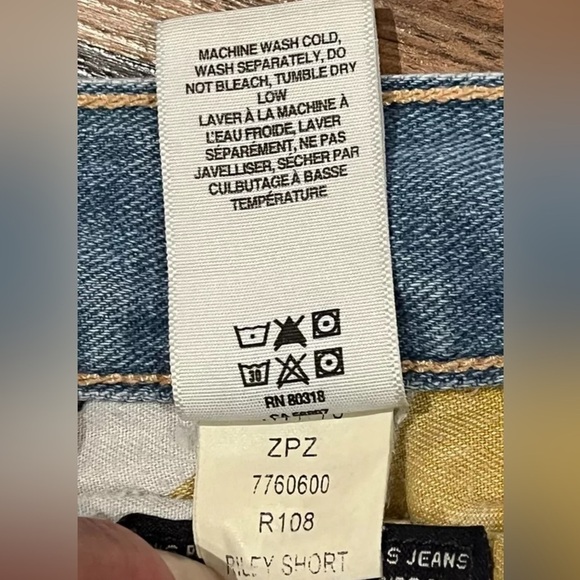 MACHINE WASH COLD,
WASH SEPARATELY, DO
NOT BLEACH, TUMBLE DRY
LOW
LAVER À LA MACHINE À
L'EAU FROIDE, LAVER
SÉPARÉMENT, NE PAS
JAVELLISER, SÉCHER PAR
CULBUTAGE À BASSE
TEMPÉRATURE
30
RN 80318
ZPZ
7760600
R108
RILEY SHORT
S JEANS